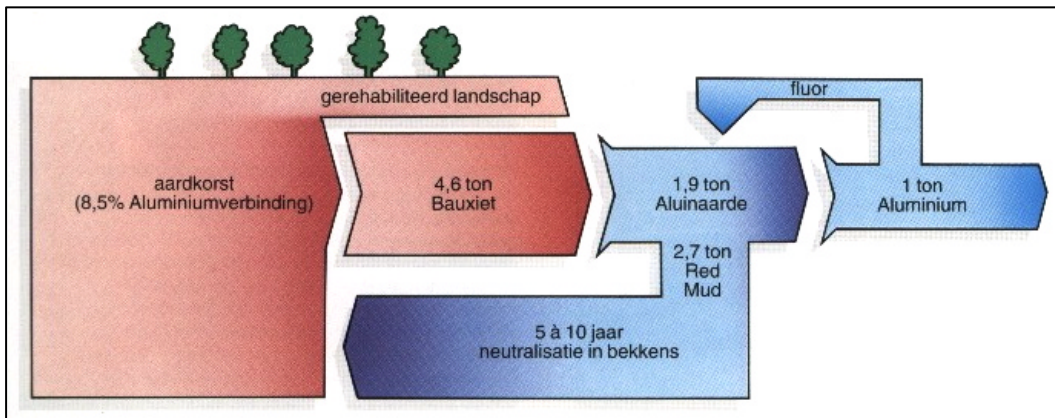 gerehabiliteerd landschap
fluor
aardkorst
(8,5% Aluminiumverbinding)
4,6 ton
Bauxiet
1,9 ton
Aluinaarde
1 ton
Aluminium
2,7 ton
Red
Mud
5 à 10 jaar
neutralisatie in bekkens